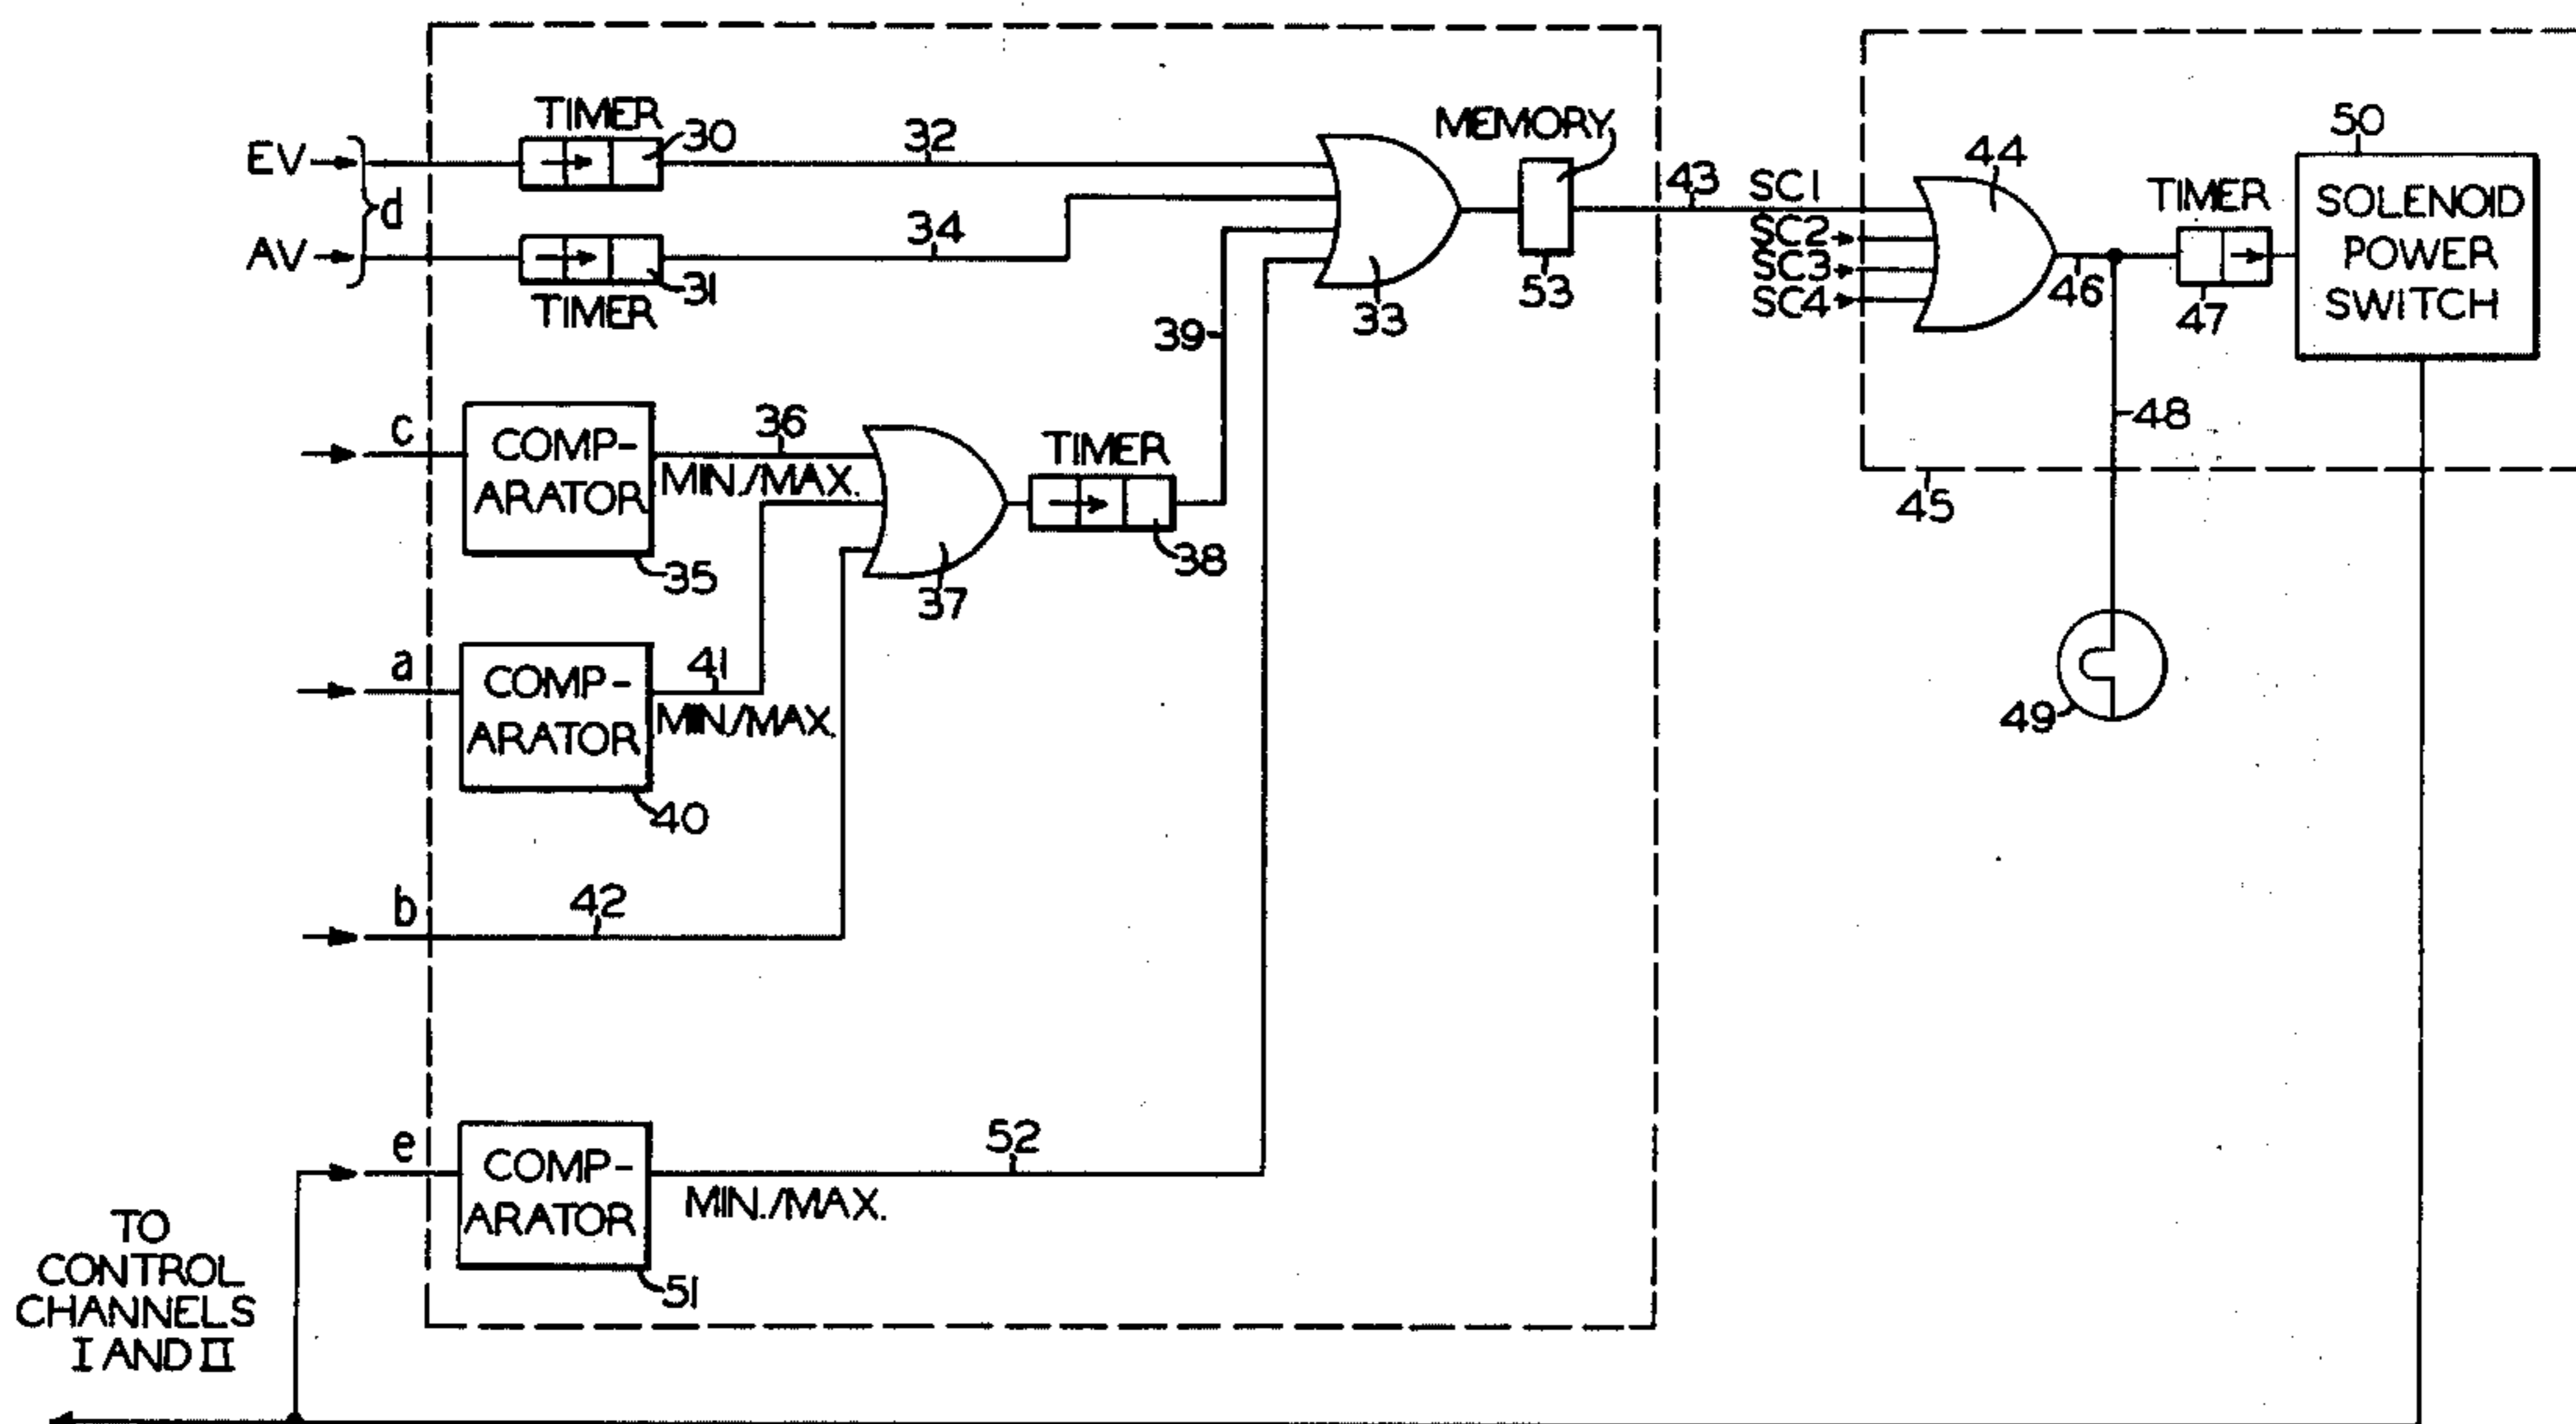 TIMER
30
32
MEMORY
EV
d
AV
34
31
TIMER
33
53
43
SC1
SC2
SC3
SC4
44
46
TIMER
47
50
SOLENOID
POWER
SWITCH
39
48
45
49
c
COMP-
ARATOR
35
36
MIN./MAX.
37
TIMER
38
a
COMP-
ARATOR
40
41
MIN./MAX.
b
42
e
COMP-
ARATOR
51
52
MIN./MAX.
TO
CONTROL
CHANNELS
I AND II